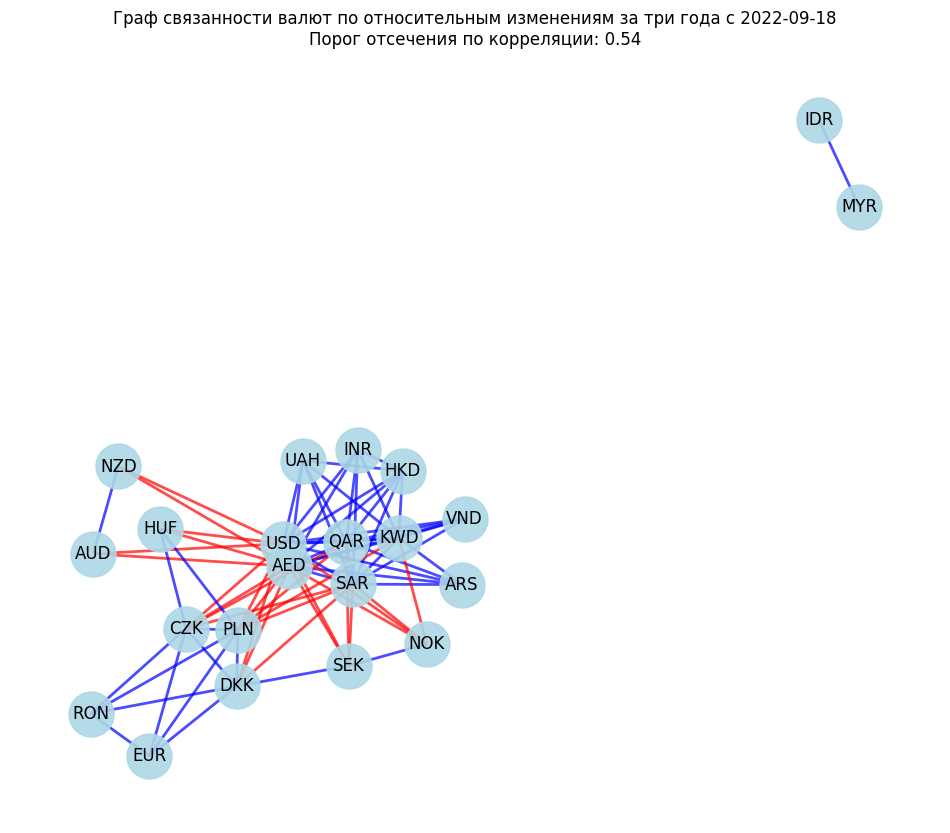 Граф связанности валют по относительным изменениям за три года с 2022-09-18
Порог отсечения по корреляции: 0.54
IDR
MYR
INR
UAH
NZD
HKD
VND
HUF
KWD
QAR
USD
AUD
AED
SAR
ARS
CZK
PLN
NOK
SEK
DKK
RON
EUR